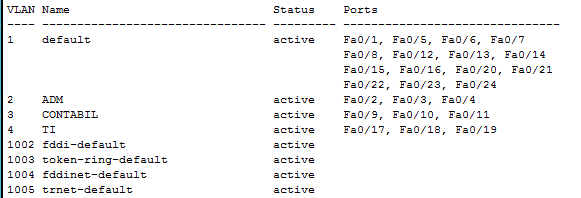 VLAN Name                             Status    Ports
---- -------------------------------- --------- -------------------------------
1    default                          active    Fa0/1, Fa0/5, Fa0/6, Fa0/7
                                                Fa0/8, Fa0/12, Fa0/13, Fa0/14
                                                Fa0/15, Fa0/16, Fa0/20, Fa0/21
                                                Fa0/22, Fa0/23, Fa0/24
2    ADM                              active    Fa0/2, Fa0/3, Fa0/4
3    CONTABIL                         active    Fa0/9, Fa0/10, Fa0/11
4    TI                               active    Fa0/17, Fa0/18, Fa0/19
1002 fddi-default                     active
1003 token-ring-default               active
1004 fddinet-default                  active
1005 trnet-default                    active